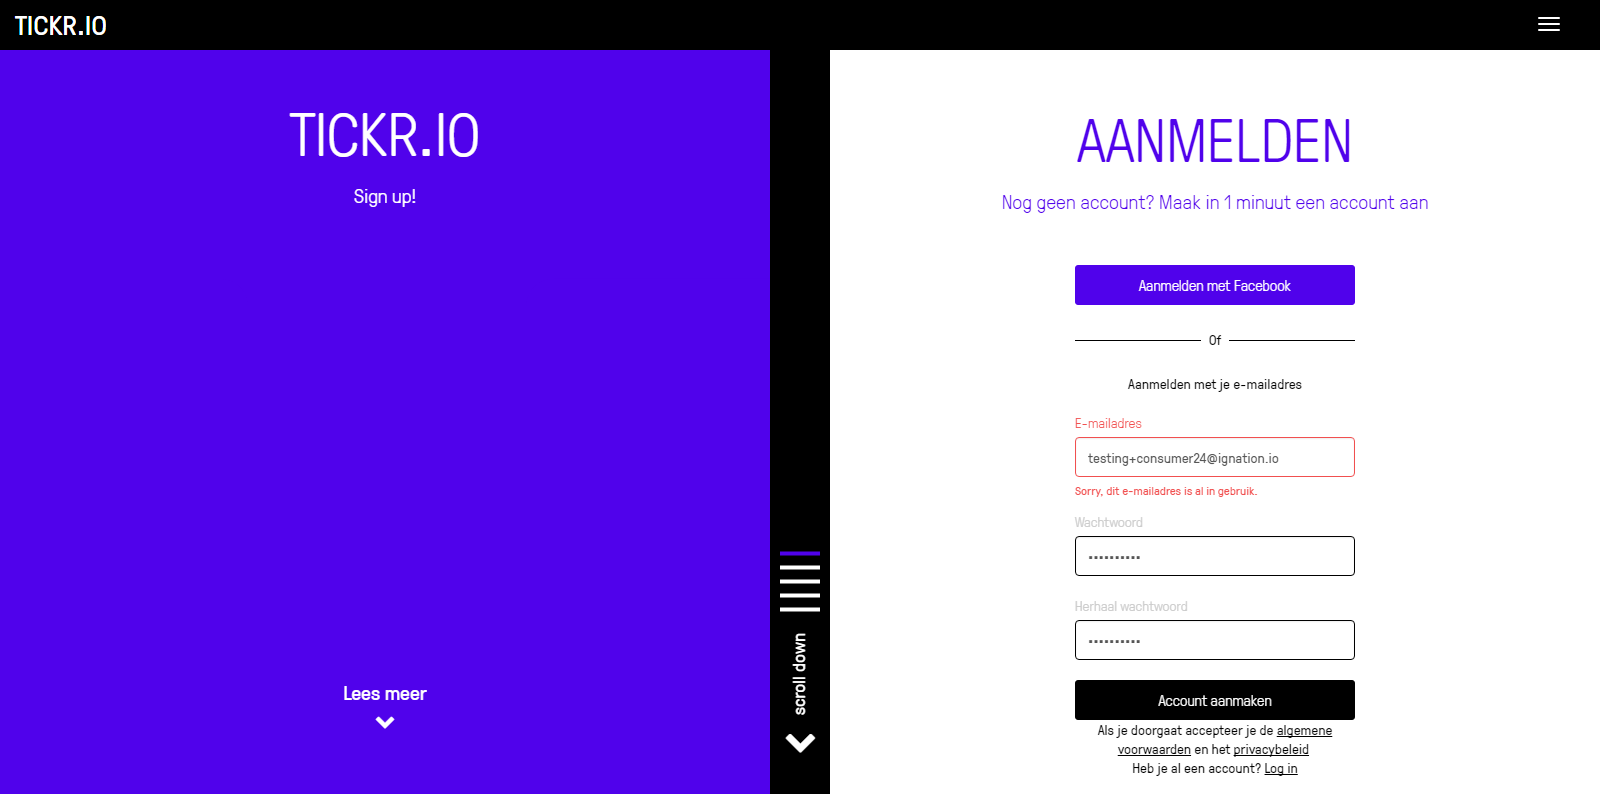 TICKR.IO
TICKR.IO
Sign up!
Lees meer
scroll down
AANMELDEN
Nog geen account? Maak in 1 minuut een account aan
Aanmelden met Facebook
Of
Aanmelden met je e-mailadres
E-mailadres
testing+consumer24@ignation.io
Sorry, dit e-mailadres is al in gebruik.
Wachtwoord
Herhaal wachtwoord
Account aanmaken
Als je doorgaat accepteer je de algemene
voorwaarden en het privacybeleid
Heb je al een account? Log in